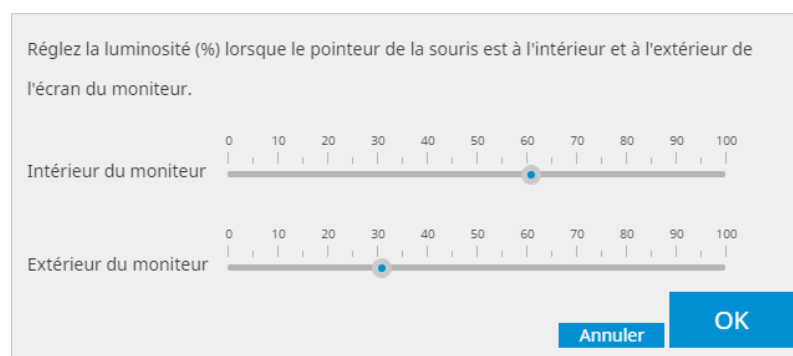 Réglez la luminosité (%) lorsque le pointeur de la souris est à l'intérieur et à l'extérieur de
l'écran du moniteur.
0 10 20 30 40 50 60 70 80 90 100
Intérieur du moniteur
0 10 20 30 40 50 60 70 80 90 100
Extérieur du moniteur
Annuler OK